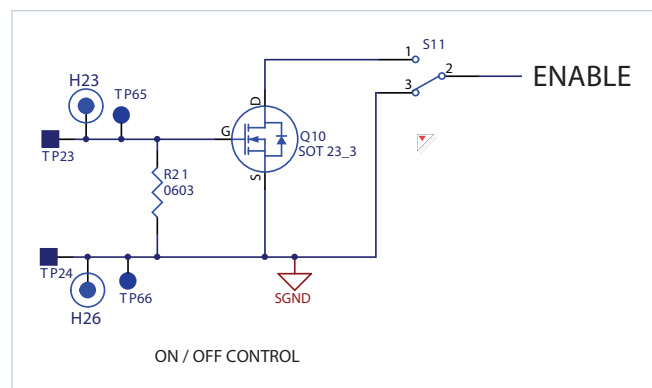 S11
1
2
3
ENABLE
H23
TP65
D
G
Q10
SOT 23_3
TP23
R21
0603
S
TP24
TP66
SGND
H26
ON / OFF CONTROL